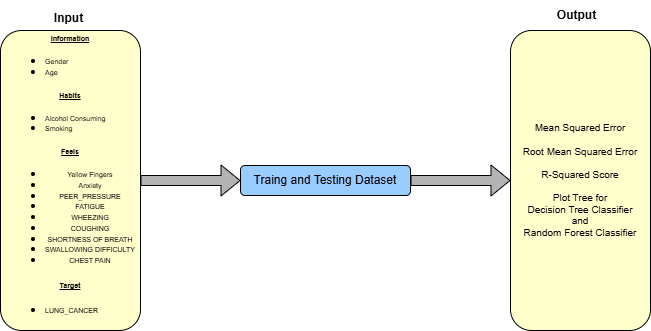 Input
Information
Gender
Age
Habits
Alcohol Consuming
Smoking
Feels
Yellow Fingers
Anxiety
PEER_PRESSURE
FATIGUE
WHEEZING
COUGHING
SHORTNESS OF BREATH
SWALLOWING DIFFICULTY
CHEST PAIN
Target
LUNG_CANCER
Traing and Testing Dataset
Output
Mean Squared Error
Root Mean Squared Error
R-Squared Score
Plot Tree for
Decision Tree Classifier
and
Random Forest Classifier